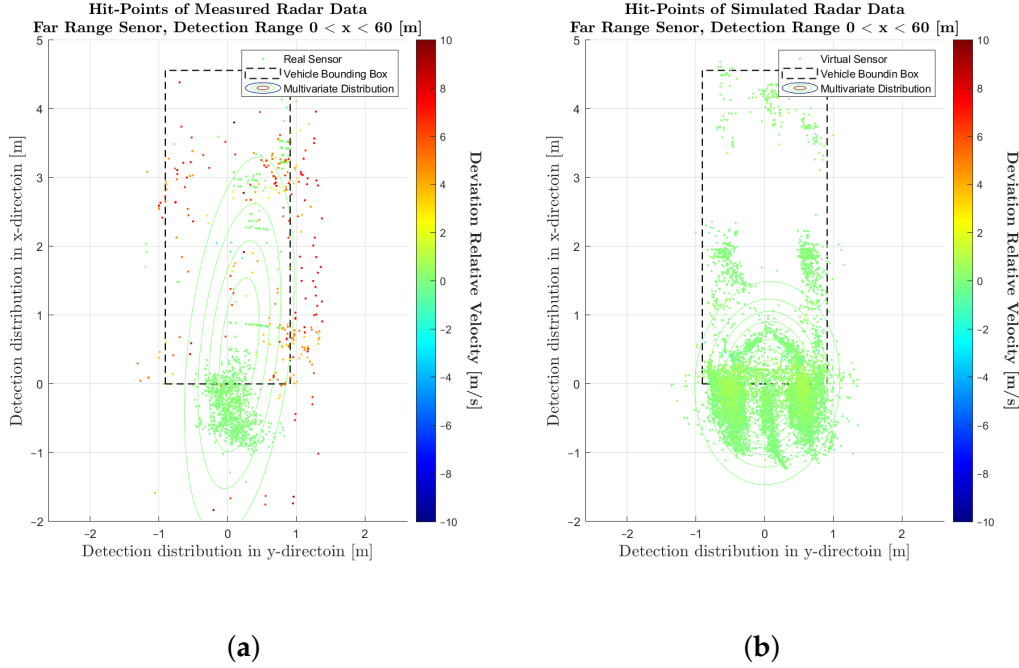 Hit-Points of Measured Radar Data
Far Range Senor, Detection Range 0 < x < 60 [m]
Real Sensor
Vehicle Bounding Box
Multivariate Distribution
5
4
3
2
1
0
−1
−2
−2
−1
0
1
2
Detection distribution in x-directoin [m]
Detection distribution in y-directoin [m]
10
8
6
4
2
0
−2
−4
−6
−8
−10
Deviation Relative Velocity [m/s]
(a)
Hit-Points of Simulated Radar Data
Far Range Senor, Detection Range 0 < x < 60 [m]
Virtual Sensor
Vehicle Boundin Box
Multivariate Distribution
5
4
3
2
1
0
−1
−2
−2
−1
0
1
2
Detection distribution in x-directoin [m]
Detection distribution in y-directoin [m]
10
8
6
4
2
0
−2
−4
−6
−8
−10
Deviation Relative Velocity [m/s]
(b)